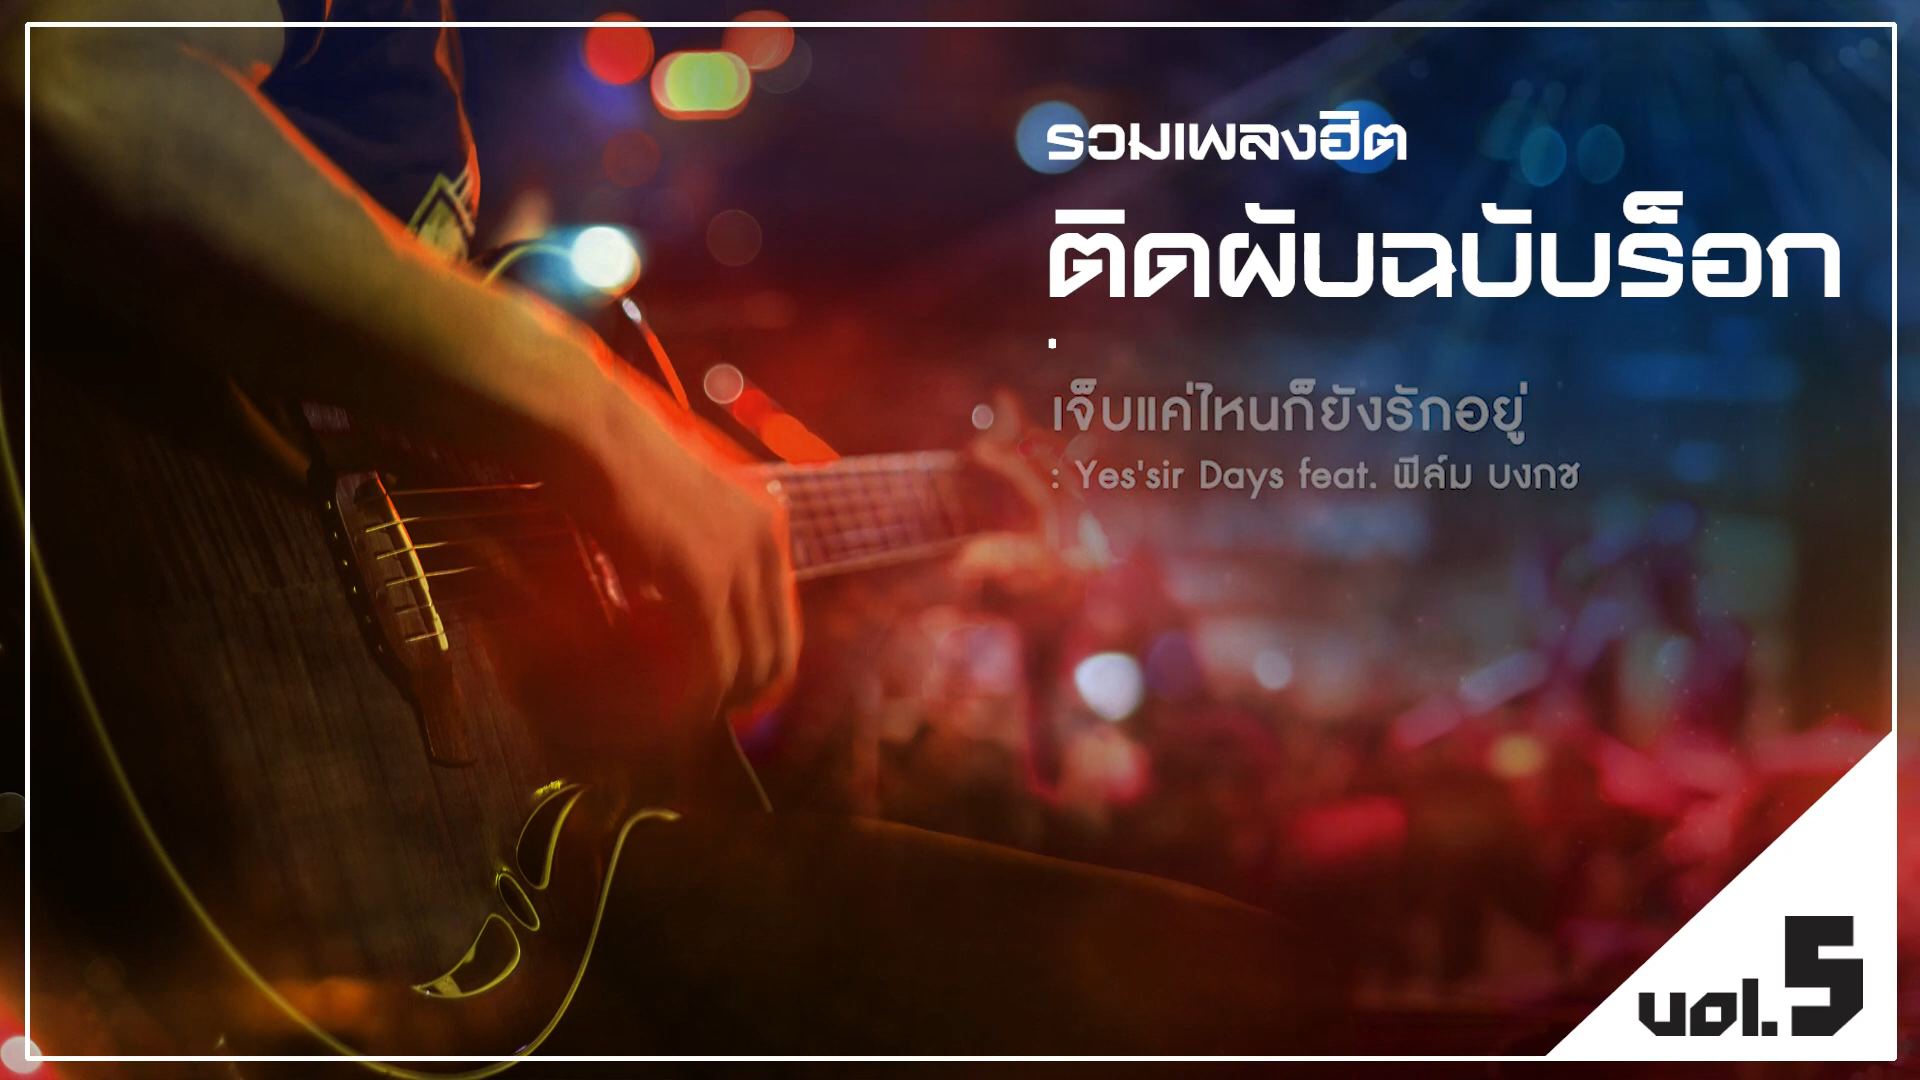 รวมเพลงฮิต
ติดผับฉบับร็อก
เจ็บแค่ไหนก็ยังรักอยู่
: Yes'sir Days feat. ฟิล์ม บงกช
vol.5